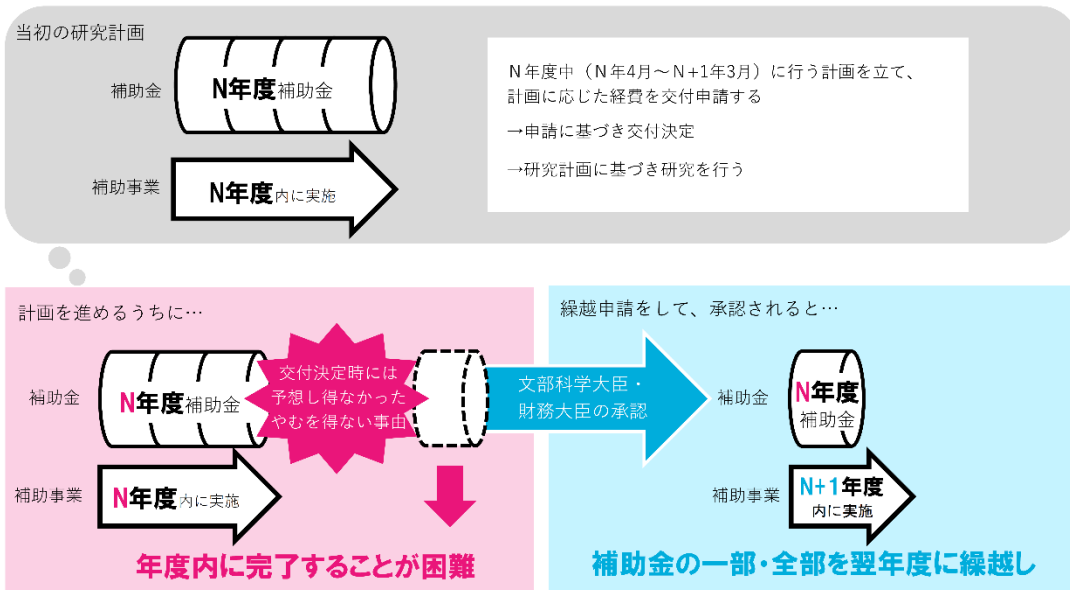 当初の研究計画
補助金
N年度補助金
補助事業
N年度内に実施
N年度中（N年4月～N+1年3月）に行う計画を立て、
計画に応じた経費を交付申請する
→申請に基づき交付決定
→研究計画に基づき研究を行う
計画を進めるうちに…
補助金
N年度補助金
交付決定時には
予想し得なかった
やむを得ない事由
補助事業
N年度内に実施
年度内に完了することが困難
繰越申請をして、承認されると…
文部科学大臣・
財務大臣の承認
補助金
N年度
補助金
補助事業
N+1年度
内に実施
補助金の一部・全部を翌年度に繰越し